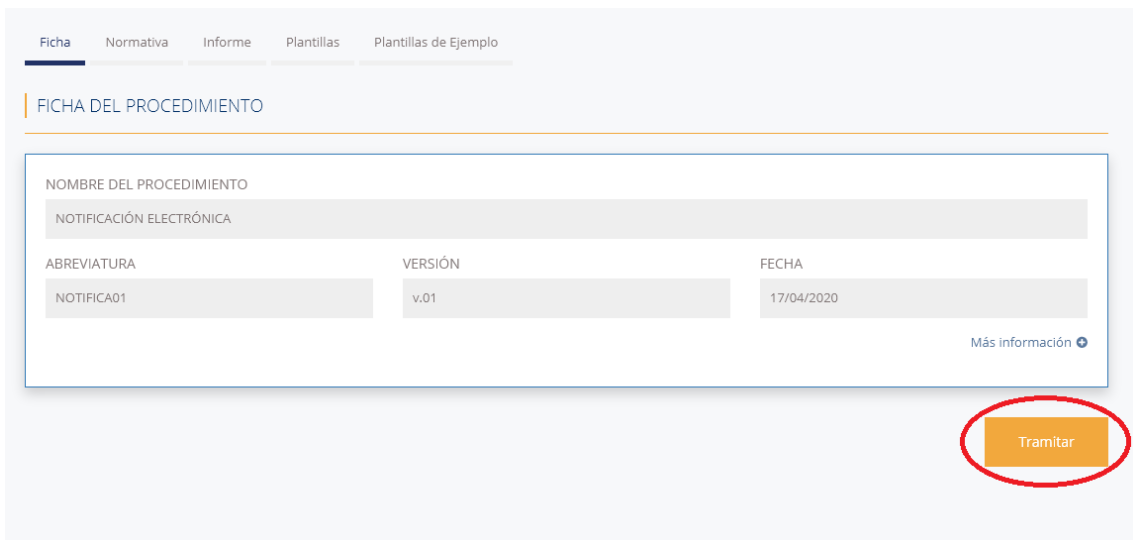 Ficha Normativa Informe Plantillas Plantillas de Ejemplo
FICHA DEL PROCEDIMIENTO
NOMBRE DEL PROCEDIMIENTO
NOTIFICACIÓN ELECTRÓNICA
ABREVIATURA VERSIÓN FECHA
NOTIFICA01 v.01 17/04/2020
Más información
Tramitar